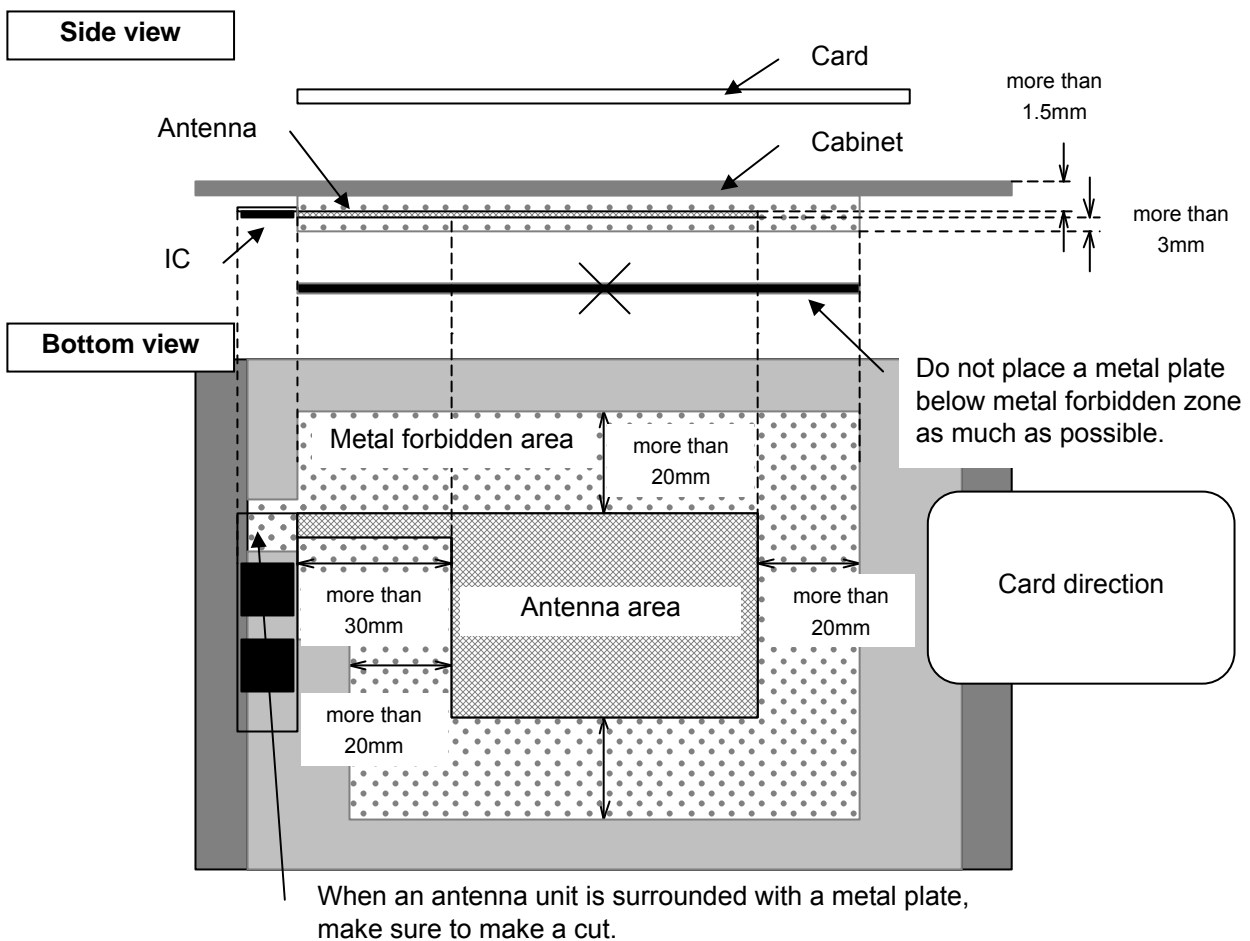 Side view
Card
more than
1.5mm
Antenna
Cabinet
more than
3mm
IC
Bottom view
Do not place a metal plate
below metal forbidden zone
as much as possible.
Metal forbidden area
more than
20mm
Card direction
more than
30mm
Antenna area
more than
20mm
more than
20mm
When an antenna unit is surrounded with a metal plate,
make sure to make a cut.